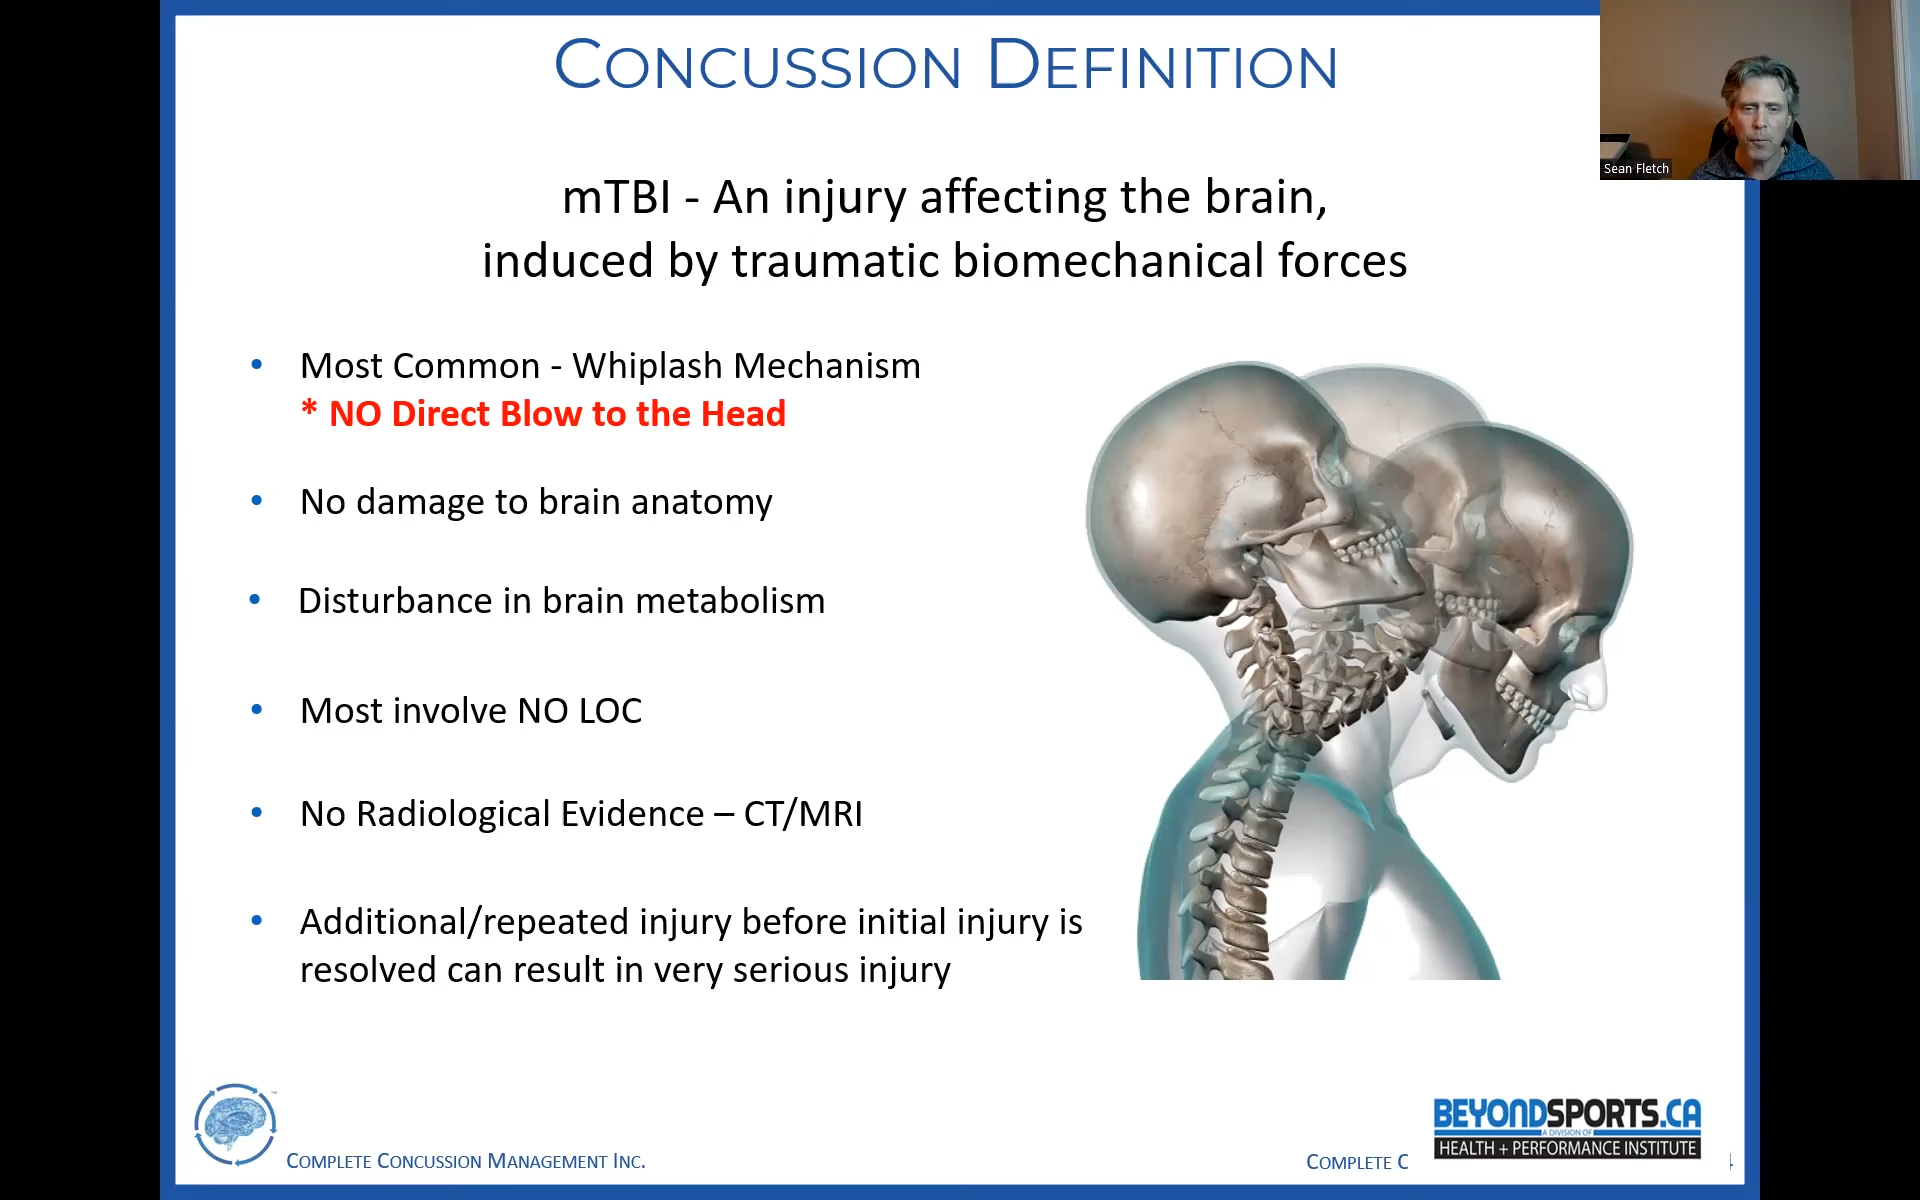 CONCUSSION DEFINITION
Sean Fletch
mTBI - An injury affecting the brain,
induced by traumatic biomechanical forces
• Most Common - Whiplash Mechanism
* NO Direct Blow to the Head
• No damage to brain anatomy
• Disturbance in brain metabolism
• Most involve NO LOC
• No Radiological Evidence – CT/MRI
• Additional/repeated injury before initial injury is
resolved can result in very serious injury
COMPLETE CONCUSSION MANAGEMENT INC.
COMPLETE C
BEYONDSPORTS.CA
A DIVISION OF
HEALTH + PERFORMANCE INSTITUTE